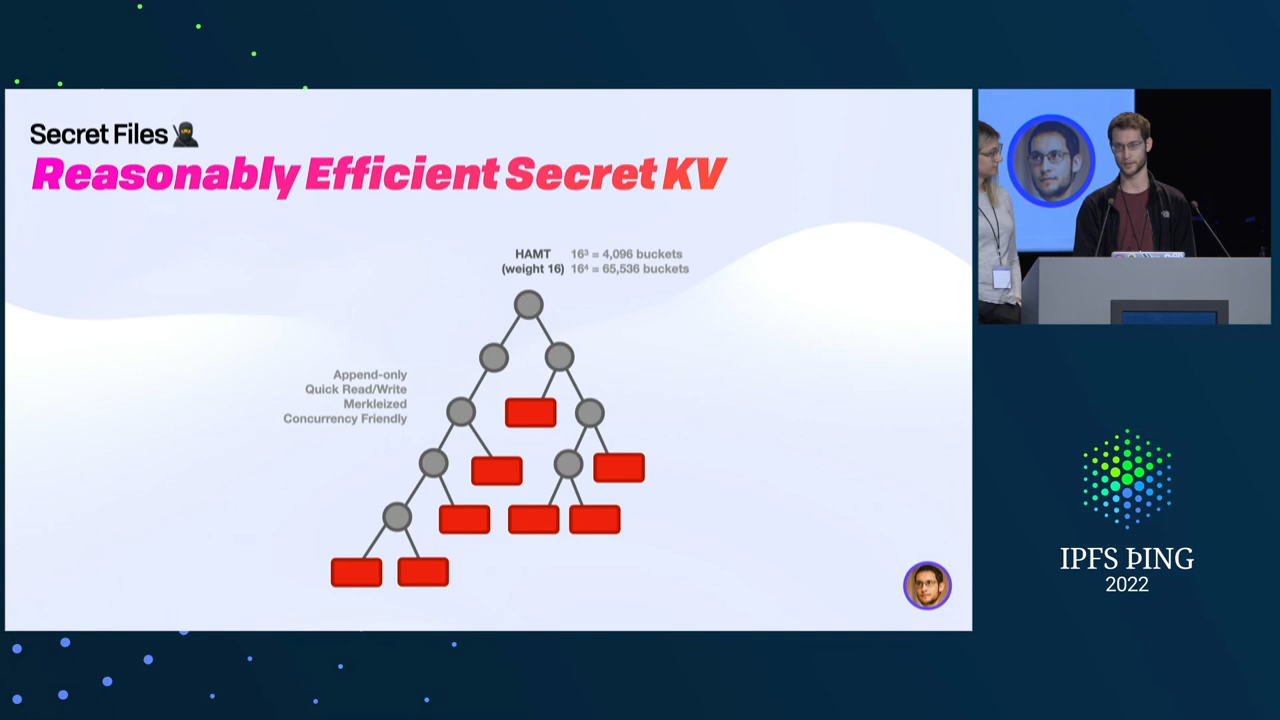 Secret Files
Reasonably Efficient Secret KV
HAMT 16³ = 4,096 buckets
(weight 16) 16⁴ = 65,536 buckets
Append-only
Quick Read/Write
Merkleized
Concurrency Friendly
IPFS ÞING
2022